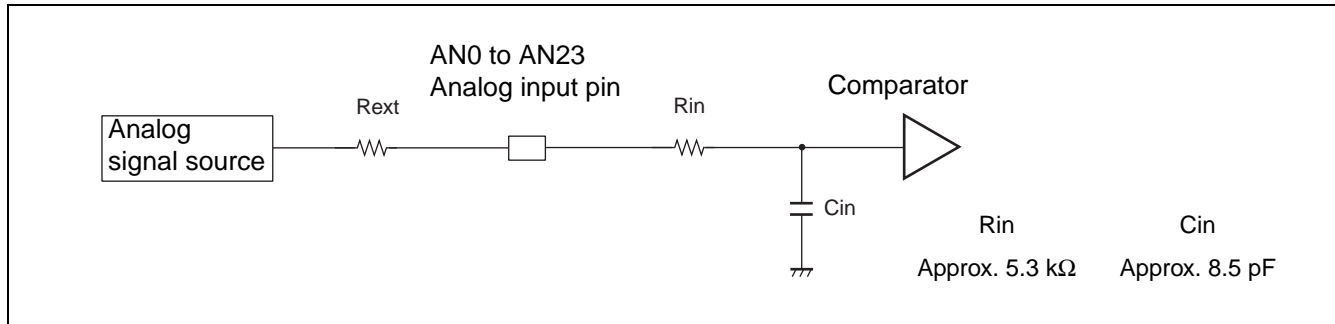 AN0 to AN23
Analog input pin
Rext
Rin
Comparator
Analog
signal source
Cin
Rin
Cin
Approx. 5.3 kΩ
Approx. 8.5 pF